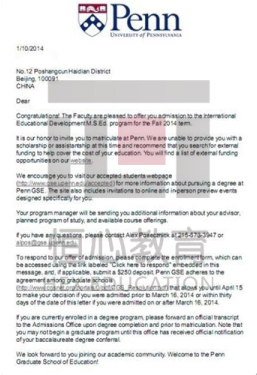 Penn
UNIVERSITY of PENNSYLVANIA
1/10/2014
No.12 Poshangcun Haidian District
Beijing, 100091
CHINA
Dear
Congratulations! The Faculty are pleased to offer you admission to the International
Educational Development M.S.Ed. program for the Fall 2014 term.
It is our honor to invite you to matriculate at Penn. We are unable to provide you with a
scholarship or assistantship at this time and recommend that you search for external
funding to help cover the cost of your education. You will find a list of external funding
opportunities on our website.
We encourage you to visit our accepted students webpage
(http://www.gse.upenn.edu/accepted) for more information about pursuing a degree at
Penn GSE. The site also includes invitations to online and in-person preview events
designed specifically for you.
Your program manager will be sending you additional information about your advisor,
planned program of study, and available course offerings.
If you have any questions, please contact Alex at or
恒心教育
EDUCATION
To respond to our offer of admission, please complete the enrollment form, which can
be accessed using the link labeled "Click here to respond" embedded in this
message, and, if applicable, submit a $250 deposit. Penn GSE adheres to the
agreement among graduate schools
that allows you until April 15
to make your decision if you were admitted prior to March 16, 2014 or within thirty
days of the date of this letter if you were admitted on or after March 16, 2014.
If you are currently enrolled in a degree program, please forward an official transcript
to the Admissions Office upon degree completion and prior to matriculation. Note that
you may not begin a graduate program until this office has received official notification
of your baccalaureate degree conferral.
We look forward to you joining our academic community. Welcome to the Penn
Graduate School of Education!